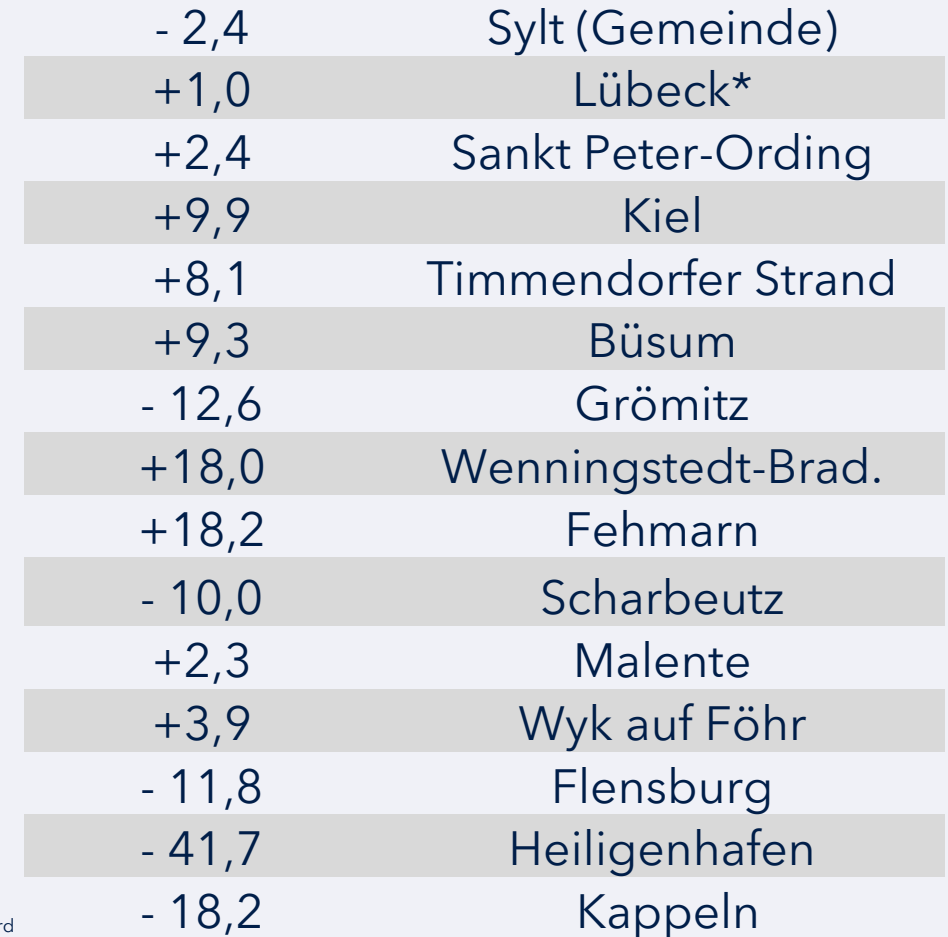 - 2,4 Sylt (Gemeinde)
+1,0 Lübeck*
+2,4 Sankt Peter-Ording
+9,9 Kiel
+8,1 Timmendorfer Strand
+9,3 Büsum
- 12,6 Grömitz
+18,0 Wenningstedt-Brad.
+18,2 Fehmarn
- 10,0 Scharbeutz
+2,3 Malente
+3,9 Wyk auf Föhr
- 11,8 Flensburg
- 41,7 Heiligenhafen
- 18,2 Kappeln
rd